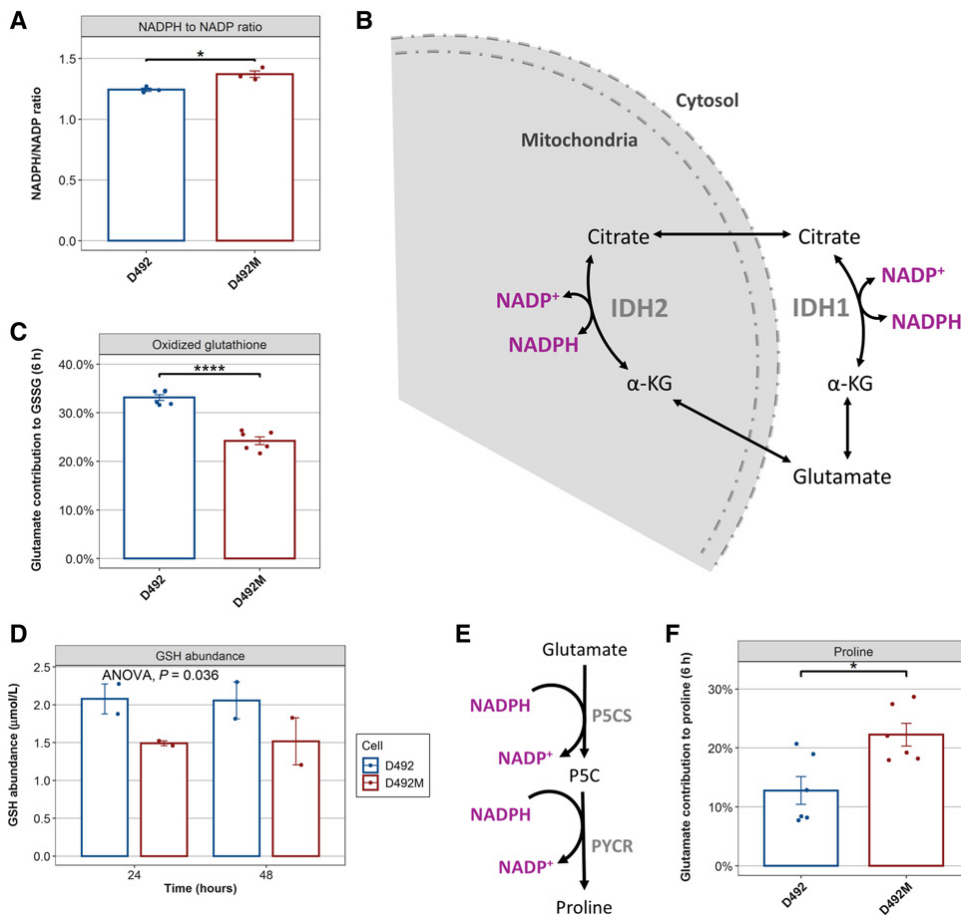 A
NADPH to NADP ratio
NADPH/NADP ratio
1.5
1.0
0.5
0.0
*
D492
D492M
B
Cytosol
Mitochondria
Citrate
Citrate
NADP+
NADPH
IDH2
IDH1
NADP+
NADPH
α-KG
α-KG
Glutamate
C
Oxidized glutathione
Glutamate contribution to GSSG (6 h)
40.0%
30.0%
20.0%
10.0%
0.0%
****
D492
D492M
D
GSH abundance
ANOVA, P = 0.036
GSH abundance (µmol/L)
2.5
2.0
1.5
1.0
0.5
0.0
24
48
Time (hours)
Cell
D492
D492M
E
Glutamate
NADPH
P5CS
NADP+
P5C
NADPH
PYCR
NADP+
Proline
F
Proline
Glutamate contribution to proline (6 h)
30%
20%
10%
0%
*
D492
D492M